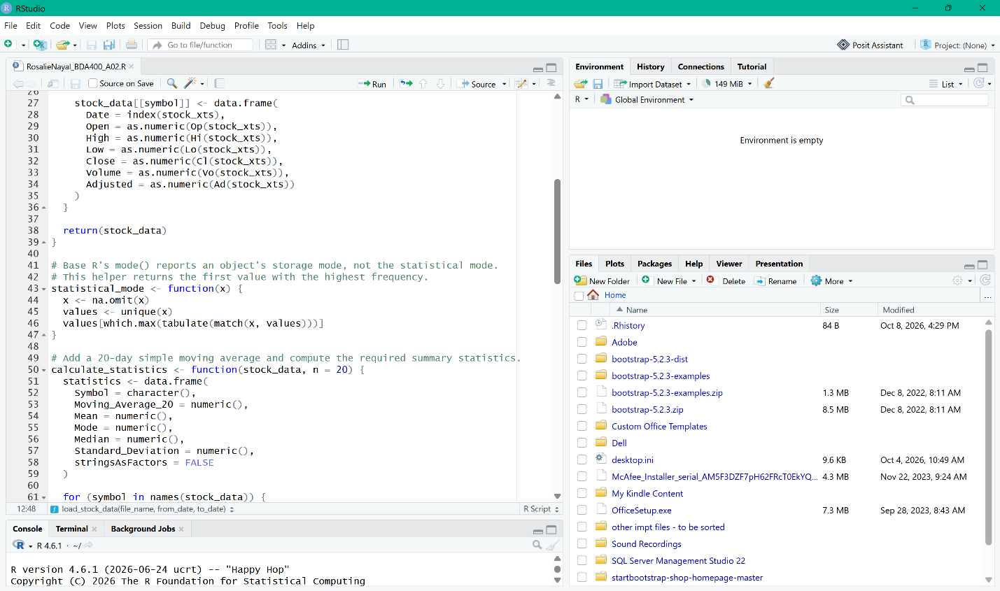 RStudio
File Edit Code View Plots Session Build Debug Profile Tools Help
Go to file/function
Addins
Posit Assistant
Project: (None)
RosalieNayal_BDA400_A02.R
Source on Save
Run
Source
26
27     stock_data[[symbol]] <- data.frame(
28       Date = index(stock_xts),
29       Open = as.numeric(Op(stock_xts)),
30       High = as.numeric(Hi(stock_xts)),
31       Low = as.numeric(Lo(stock_xts)),
32       Close = as.numeric(Cl(stock_xts)),
33       Volume = as.numeric(Vo(stock_xts)),
34       Adjusted = as.numeric(Ad(stock_xts))
35     )
36   }
37
38   return(stock_data)
39 }
40
41 # Base R's mode() reports an object's storage mode, not the statistical mode.
42 # This helper returns the first value with the highest frequency.
43 statistical_mode <- function(x) {
44   x <- na.omit(x)
45   values <- unique(x)
46   values[which.max(tabulate(match(x, values)))]
47 }
48
49 # Add a 20-day simple moving average and compute the required summary statistics.
50 calculate_statistics <- function(stock_data, n = 20) {
51   statistics <- data.frame(
52     Symbol = character(),
53     Moving_Average_20 = numeric(),
54     Mean = numeric(),
55     Mode = numeric(),
56     Median = numeric(),
57     Standard_Deviation = numeric(),
58     stringsAsFactors = FALSE
59   )
60
61   for (symbol in names(stock_data)) {
12:48 load_stock_data(file_name, from_date, to_date) R Script
Console Terminal Background Jobs
R 4.6.1 · ~/
R version 4.6.1 (2026-06-24 ucrt) -- "Happy Hop"
Copyright (C) 2026 The R Foundation for Statistical Computing
Environment History Connections Tutorial
Import Dataset 149 MiB List
R Global Environment
Environment is empty
Files Plots Packages Help Viewer Presentation
New Folder New File Delete Rename More
Home ...
Name Size Modified
.Rhistory 84 B Oct 8, 2026, 4:29 PM
Adobe
bootstrap-5.2.3-dist
bootstrap-5.2.3-examples
bootstrap-5.2.3-examples.zip 1.3 MB Dec 8, 2022, 8:11 AM
bootstrap-5.2.3.zip 8.5 MB Dec 8, 2022, 8:11 AM
Custom Office Templates
Dell
desktop.ini 9.6 KB Oct 4, 2026, 10:49 AM
McAfee_Installer_serial_AM5F3DZF7pH62FRcT0EkYQ... 4.3 MB Nov 22, 2023, 9:24 AM
My Kindle Content
OfficeSetup.exe 7.3 MB Sep 28, 2023, 8:43 AM
other impt files - to be sorted
Sound Recordings
SQL Server Management Studio 22
startbootstrap-shop-homepage-master